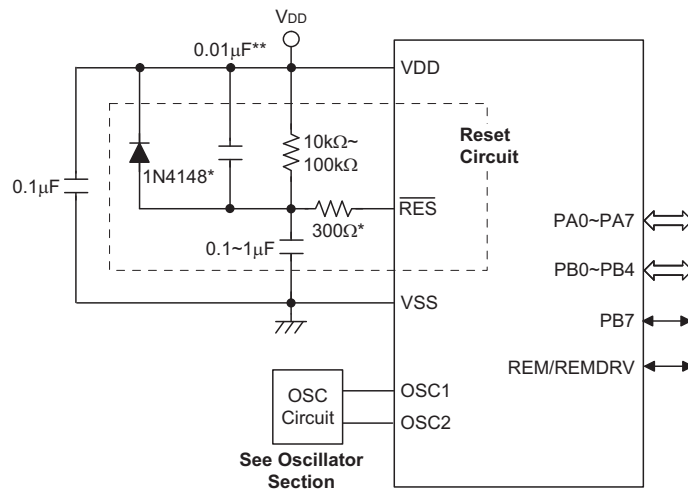 VDD
0.01µF**
VDD
Reset
Circuit
10kΩ~
100kΩ
1N4148*
0.1µF
RES
300Ω*
0.1~1µF
PA0~PA7
PB0~PB4
VSS
PB7
REM/REMDRV
OSC
Circuit
OSC1
OSC2
See Oscillator
Section